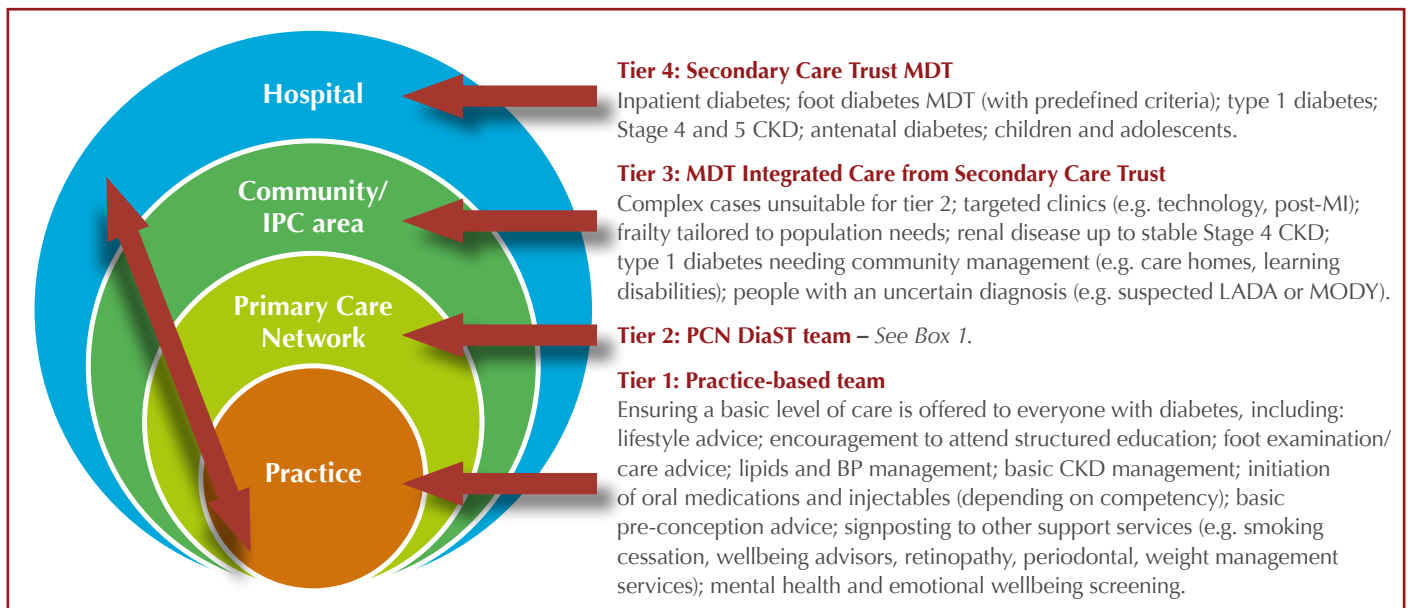 Hospital
Community/
IPC area
Primary Care
Network
Practice
Tier 4: Secondary Care Trust MDT
Inpatient diabetes; foot diabetes MDT (with predefined criteria); type 1 diabetes;
Stage 4 and 5 CKD; antenatal diabetes; children and adolescents.
Tier 3: MDT Integrated Care from Secondary Care Trust
Complex cases unsuitable for tier 2; targeted clinics (e.g. technology, post-MI);
frailty tailored to population needs; renal disease up to stable Stage 4 CKD;
type 1 diabetes needing community management (e.g. care homes, learning
disabilities); people with an uncertain diagnosis (e.g. suspected LADA or MODY).
Tier 2: PCN DiaST team – See Box 1.
Tier 1: Practice-based team
Ensuring a basic level of care is offered to everyone with diabetes, including:
lifestyle advice; encouragement to attend structured education; foot examination/
care advice; lipids and BP management; basic CKD management; initiation
of oral medications and injectables (depending on competency); basic
pre-conception advice; signposting to other support services (e.g. smoking
cessation, wellbeing advisors, retinopathy, periodontal, weight management
services); mental health and emotional wellbeing screening.